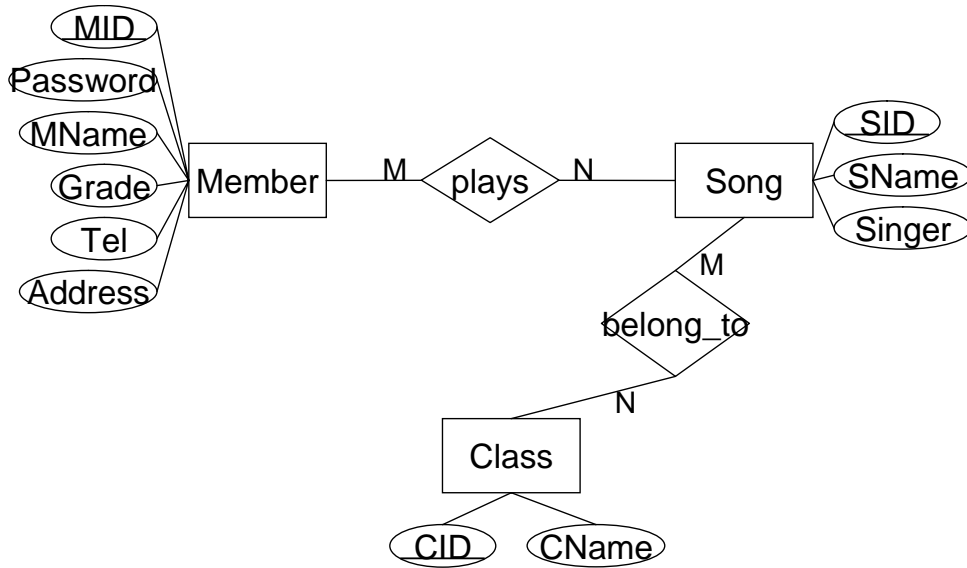 MID
Password
MName
Grade
Tel
Address
Member
M
plays
N
Song
SID
SName
Singer
M
belong_to
N
Class
CID
CName